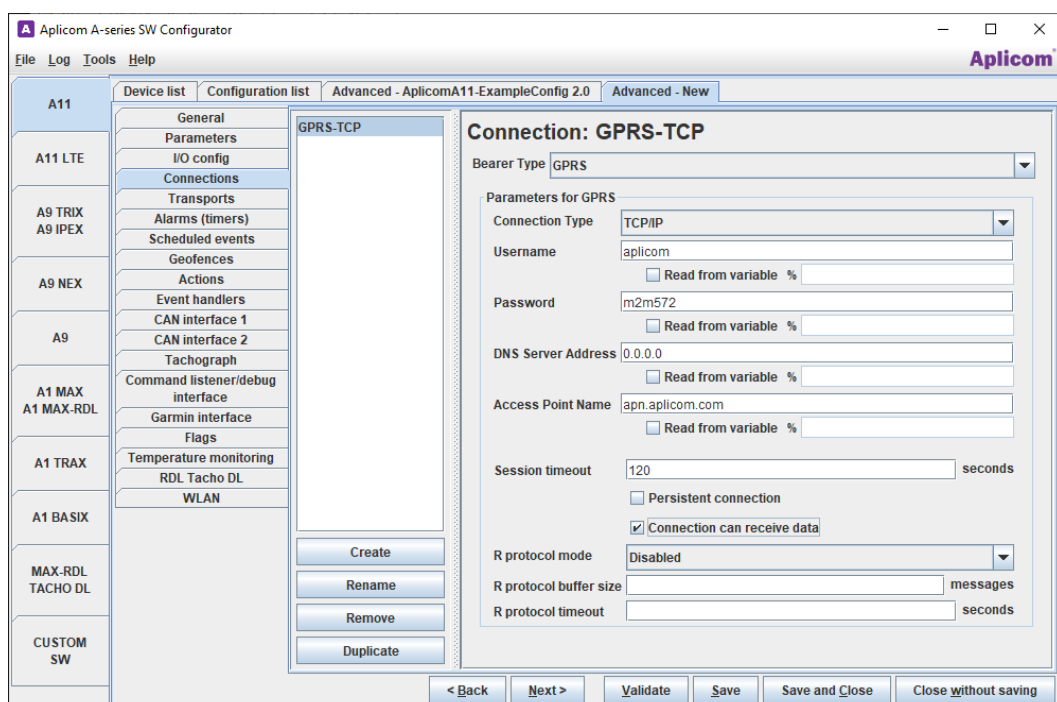 A Aplicom A-series SW Configurator
File Log Tools Help
Aplicom
A11
A11 LTE
A9 TRIX
A9 IPEX
A9 NEX
A9
A1 MAX
A1 MAX-RDL
A1 TRAX
A1 BASIX
MAX-RDL
TACHO DL
CUSTOM
SW
Device list Configuration list Advanced - AplicomA11-ExampleConfig 2.0 Advanced - New
General
Parameters
I/O config
Connections
Transports
Alarms (timers)
Scheduled events
Geofences
Actions
Event handlers
CAN interface 1
CAN interface 2
Tachograph
Command listener/debug
interface
Garmin interface
Flags
Temperature monitoring
RDL Tacho DL
WLAN
GPRS-TCP
Create
Rename
Remove
Duplicate
Connection: GPRS-TCP
Bearer Type GPRS
Parameters for GPRS
Connection Type TCP/IP
Username aplicom
Read from variable %
Password m2m572
Read from variable %
DNS Server Address 0.0.0.0
Read from variable %
Access Point Name apn.aplicom.com
Read from variable %
Session timeout 120 seconds
Persistent connection
Connection can receive data
R protocol mode Disabled
R protocol buffer size messages
R protocol timeout seconds
< Back Next > Validate Save Save and Close Close without saving